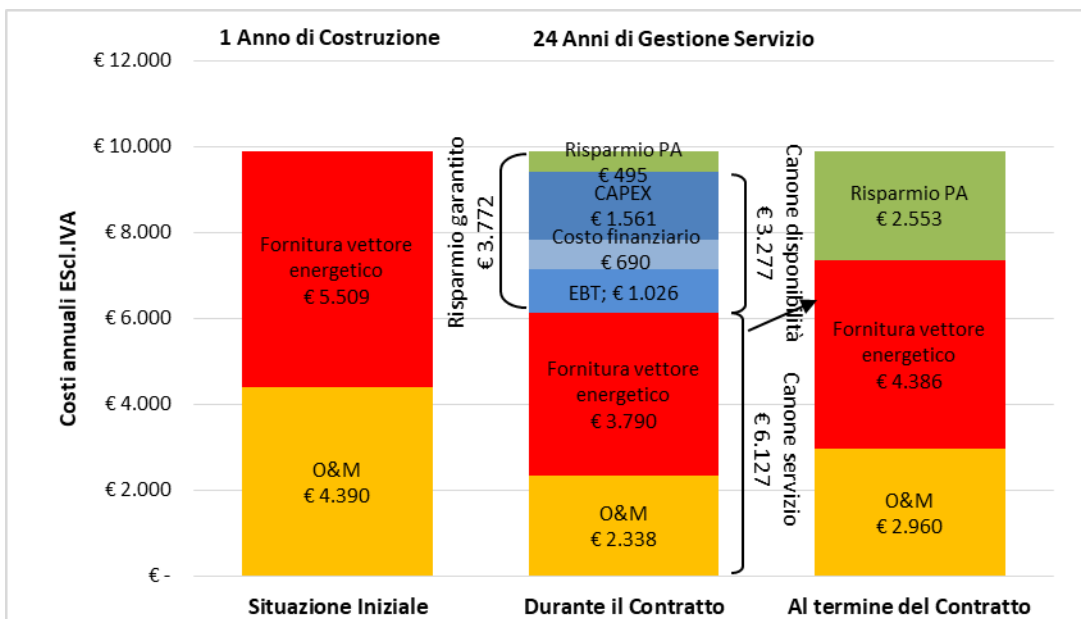 1 Anno di Costruzione
24 Anni di Gestione Servizio
Costi annuali EScl.IVA
€ 12.000
€ 10.000
€ 8.000
€ 6.000
€ 4.000
€ 2.000
€ -
Fornitura vettore
energetico
€ 5.509
O&M
€ 4.390
Risparmio garantito
€ 3.772
Risparmio PA
€ 495
CAPEX
€ 1.561
Costo finanziario
€ 690
EBT; € 1.026
Fornitura vettore
energetico
€ 3.790
O&M
€ 2.338
Canone disponibilità
€ 3.277
Canone servizio
€ 6.127
Risparmio PA
€ 2.553
Fornitura vettore
energetico
€ 4.386
O&M
€ 2.960
Situazione Iniziale
Durante il Contratto
Al termine del Contratto